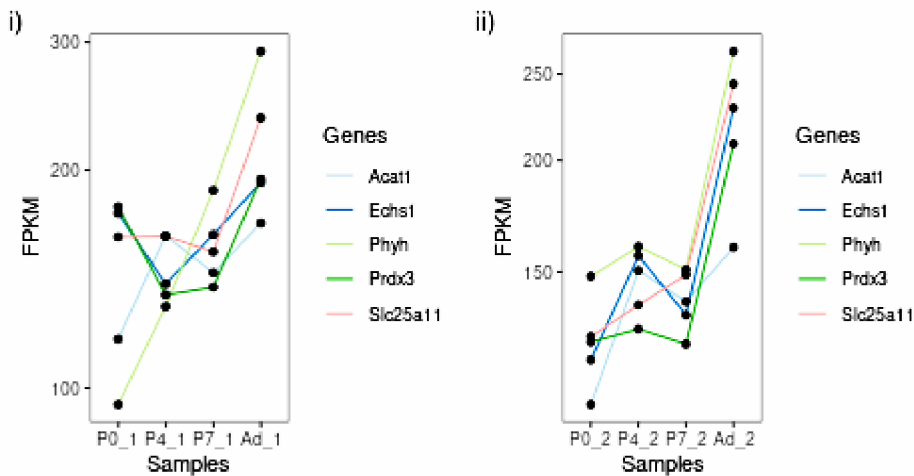 i)
300
200
100
FPKM
P0_1 P4_1 P7_1 Ad_1
Samples
Genes
Acat1
Echs1
Phyh
Prdx3
Slc25a11
ii)
250
200
150
FPKM
P0_2 P4_2 P7_2 Ad_2
Samples
Genes
Acat1
Echs1
Phyh
Prdx3
Slc25a11